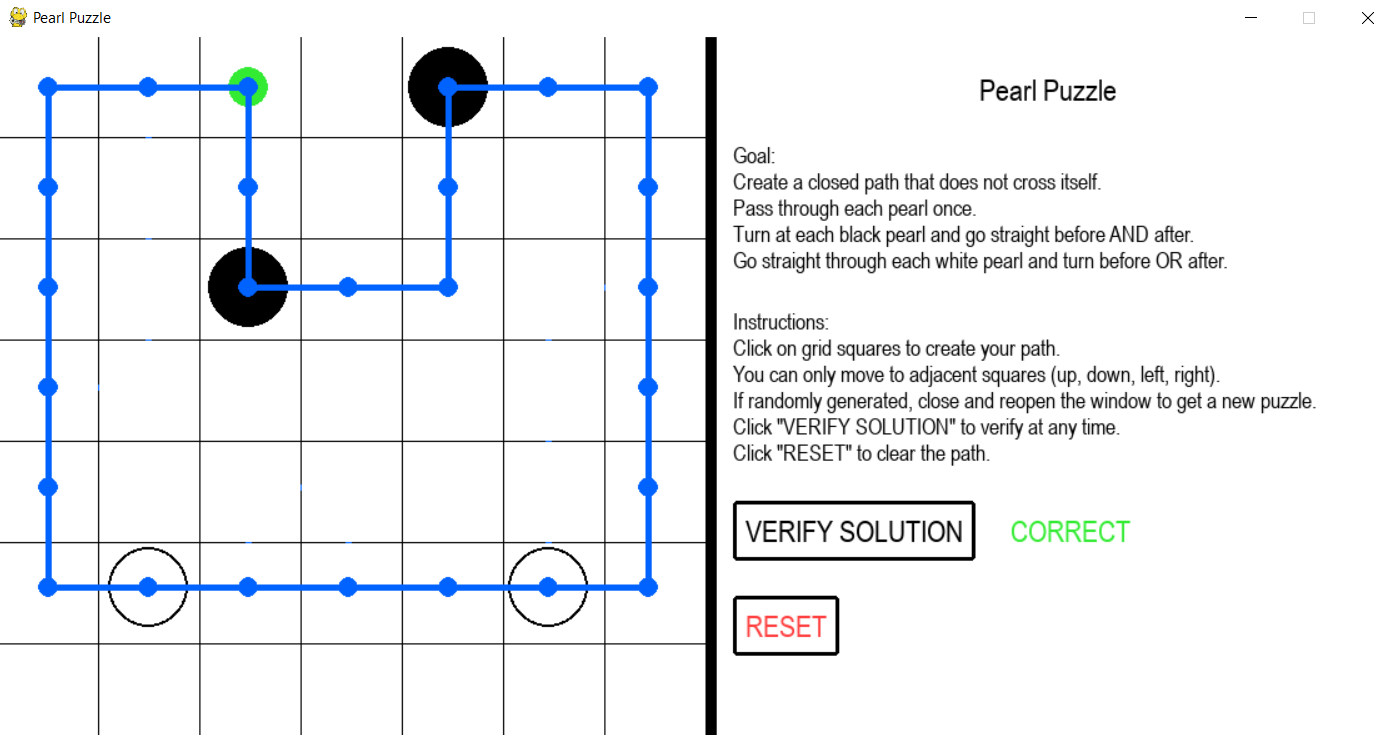 Pearl Puzzle
Pearl Puzzle
Goal:
Create a closed path that does not cross itself.
Pass through each pearl once.
Turn at each black pearl and go straight before AND after.
Go straight through each white pearl and turn before OR after.
Instructions:
Click on grid squares to create your path.
You can only move to adjacent squares (up, down, left, right).
If randomly generated, close and reopen the window to get a new puzzle.
Click "VERIFY SOLUTION" to verify at any time.
Click "RESET" to clear the path.
VERIFY SOLUTION CORRECT
RESET